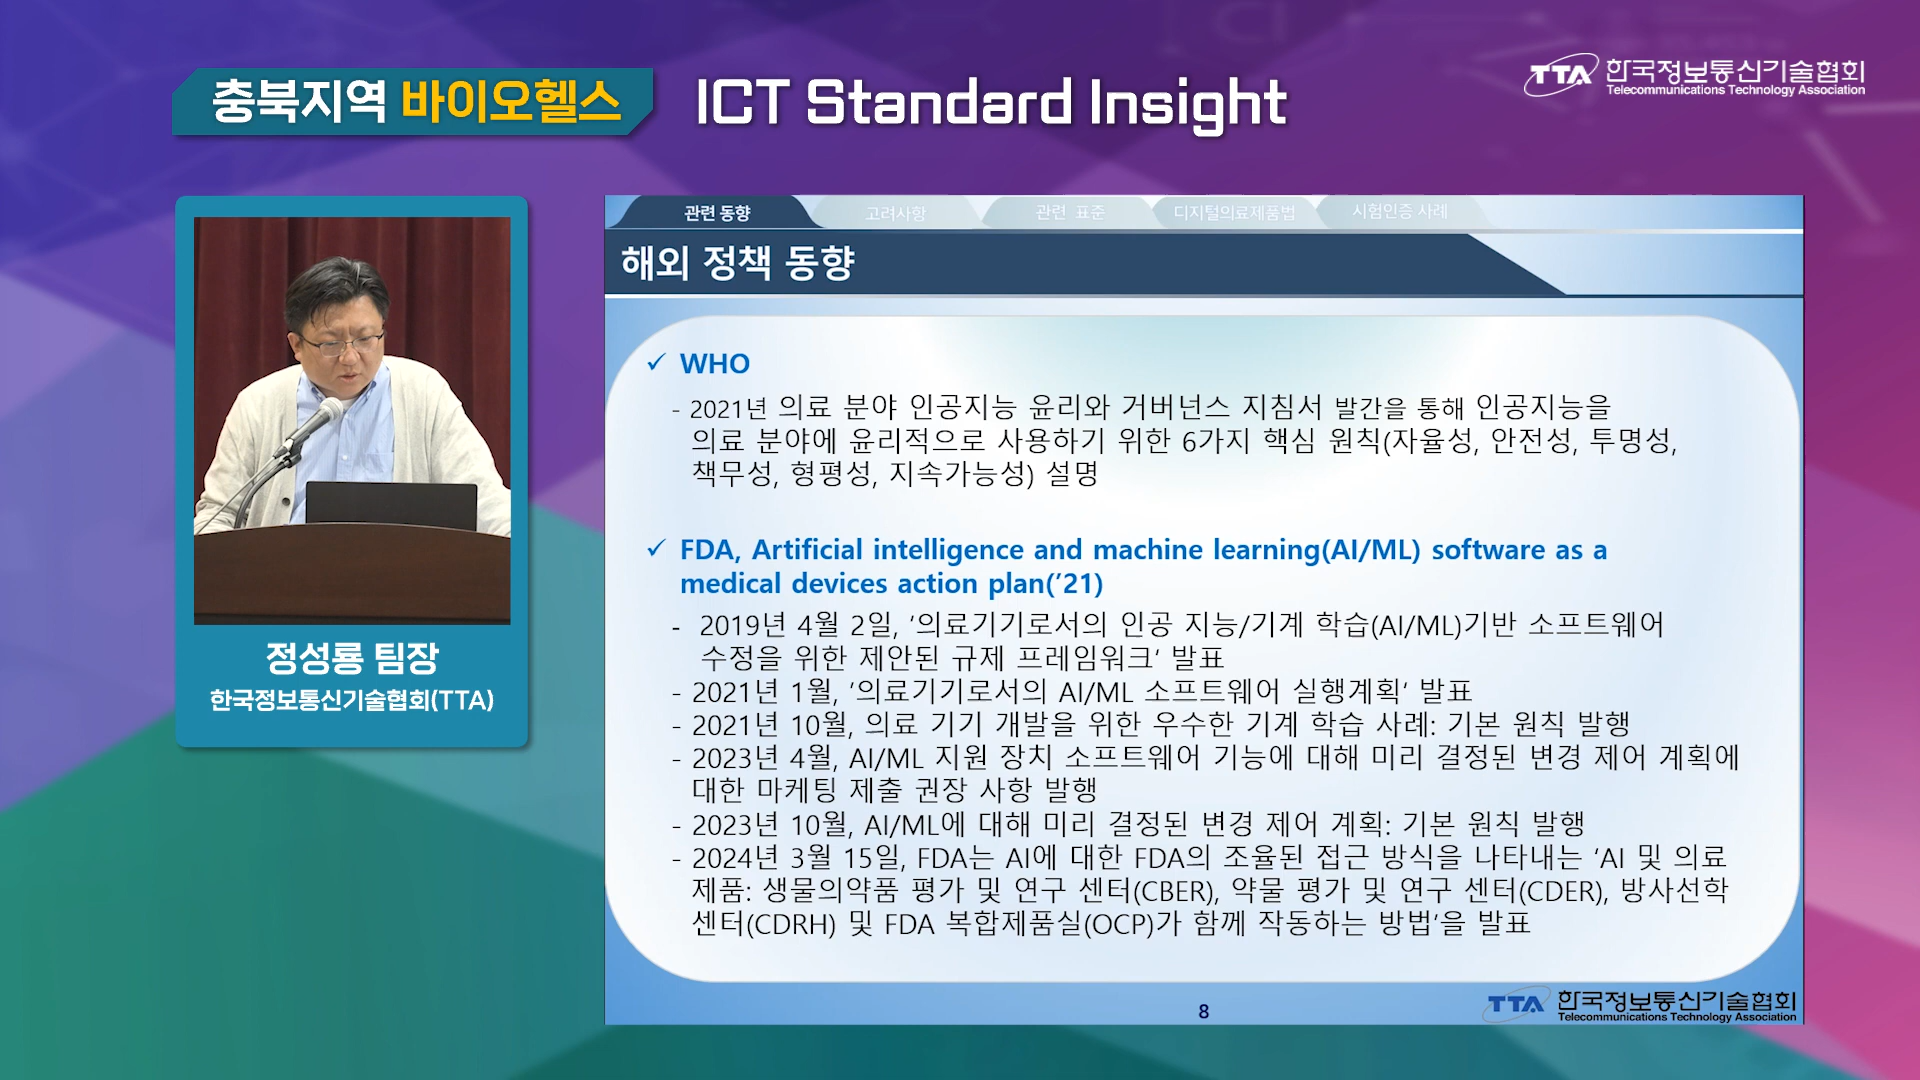 충북지역 바이오헬스 ICT Standard Insight
TTA 한국정보통신기술협회
Telecommunications Technology Association
정성룡 팀장
한국정보통신기술협회(TTA)
관련 동향 고려사항 관련 표준 디지털의료제품법 시험인증 사례
해외 정책 동향
✓ WHO
- 2021년 의료 분야 인공지능 윤리와 거버넌스 지침서 발간을 통해 인공지능을
의료 분야에 윤리적으로 사용하기 위한 6가지 핵심 원칙(자율성, 안전성, 투명성,
책무성, 형평성, 지속가능성) 설명
✓ FDA, Artificial intelligence and machine learning(AI/ML) software as a
medical devices action plan('21)
- 2019년 4월 2일, '의료기기로서의 인공 지능/기계 학습(AI/ML)기반 소프트웨어
수정을 위한 제안된 규제 프레임워크' 발표
- 2021년 1월, '의료기기로서의 AI/ML 소프트웨어 실행계획' 발표
- 2021년 10월, 의료 기기 개발을 위한 우수한 기계 학습 사례: 기본 원칙 발행
- 2023년 4월, AI/ML 지원 장치 소프트웨어 기능에 대해 미리 결정된 변경 제어 계획에
대한 마케팅 제출 권장 사항 발행
- 2023년 10월, AI/ML에 대해 미리 결정된 변경 제어 계획: 기본 원칙 발행
- 2024년 3월 15일, FDA는 AI에 대한 FDA의 조율된 접근 방식을 나타내는 'AI 및 의료
제품: 생물의약품 평가 및 연구 센터(CBER), 약물 평가 및 연구 센터(CDER), 방사선학
센터(CDRH) 및 FDA 복합제품실(OCP)가 함께 작동하는 방법'을 발표
8
TTA 한국정보통신기술협회
Telecommunications Technology Association